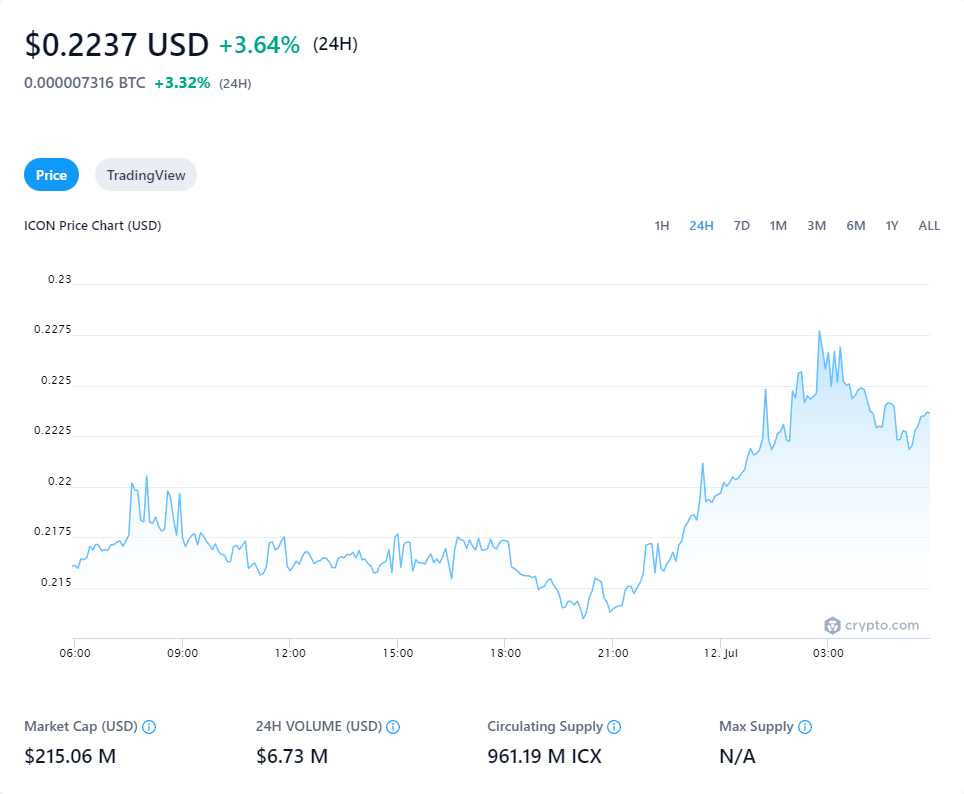 $0.2237 USD +3.64% (24H)
0.000007316 BTC +3.32% (24H)
Price TradingView
ICON Price Chart (USD) 1H 24H 7D 1M 3M 6M 1Y ALL
0.23
0.2275
0.225
0.2225
0.22
0.2175
0.215
crypto.com
06:00 09:00 12:00 15:00 18:00 21:00 12. Jul 03:00
Market Cap (USD) 24H VOLUME (USD) Circulating Supply Max Supply
$215.06 M $6.73 M 961.19 M ICX N/A